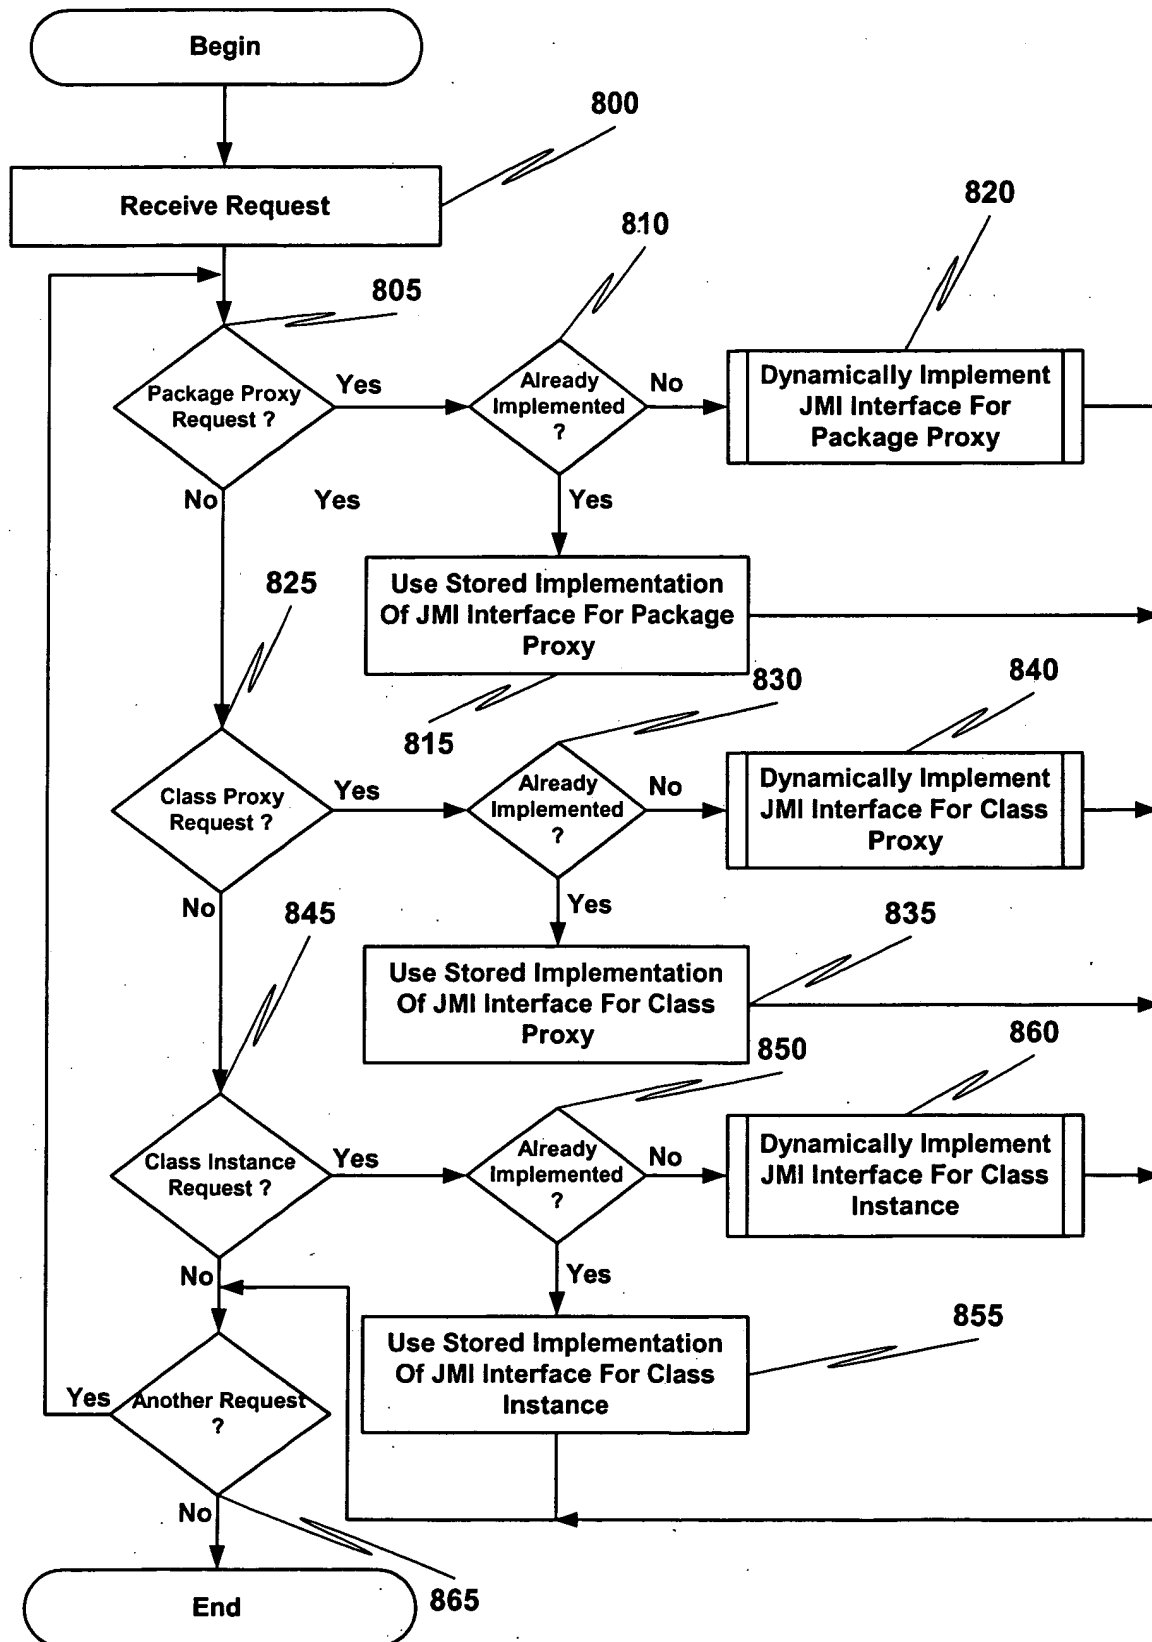 Begin
800
Receive Request
820
810
805
Package Proxy
Request ?
Yes
Already
Implemented
?
No
Dynamically Implement
JMI Interface For
Package Proxy
No
Yes
Yes
825
Use Stored Implementation
Of JMI Interface For Package
Proxy
815
830
840
Class Proxy
Request ?
Yes
Already
Implemented
?
No
Dynamically Implement
JMI Interface For Class
Proxy
No
Yes
845
835
Use Stored Implementation
Of JMI Interface For Class
Proxy
850
860
Class Instance
Request ?
Yes
Already
Implemented
?
No
Dynamically Implement
JMI Interface For Class
Instance
No
Yes
855
Use Stored Implementation
Of JMI Interface For Class
Instance
Yes
Another Request
?
No
865
End